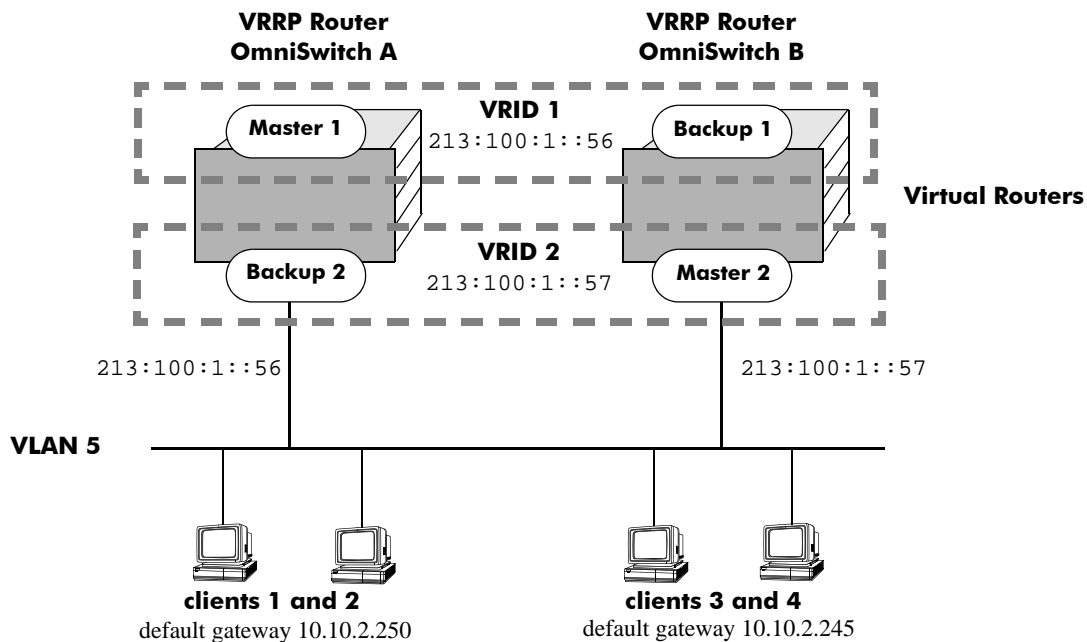 VRRP Router
OmniSwitch A
VRRP Router
OmniSwitch B
VRID 1
Master 1
Backup 1
213:100:1::56
Virtual Routers
VRID 2
Backup 2
Master 2
213:100:1::57
213:100:1::56
213:100:1::57
VLAN 5
clients 1 and 2
default gateway 10.10.2.250
clients 3 and 4
default gateway 10.10.2.245